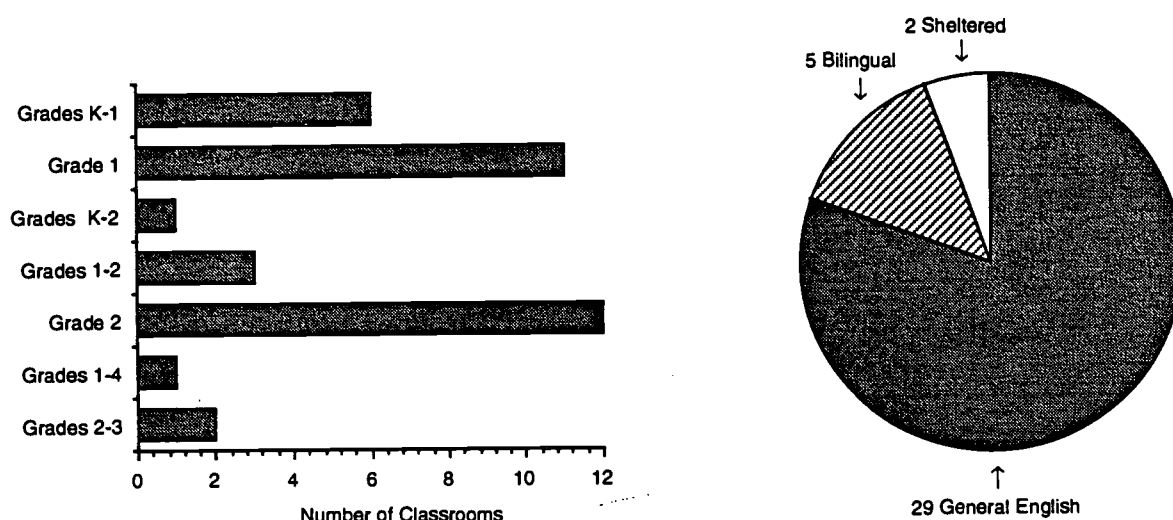 Grades K-1
Grade 1
Grades K-2
Grades 1-2
Grade 2
Grades 1-4
Grades 2-3
0 2 4 6 8 10 12
Number of Classrooms
2 Sheltered
5 Bilingual
29 General English